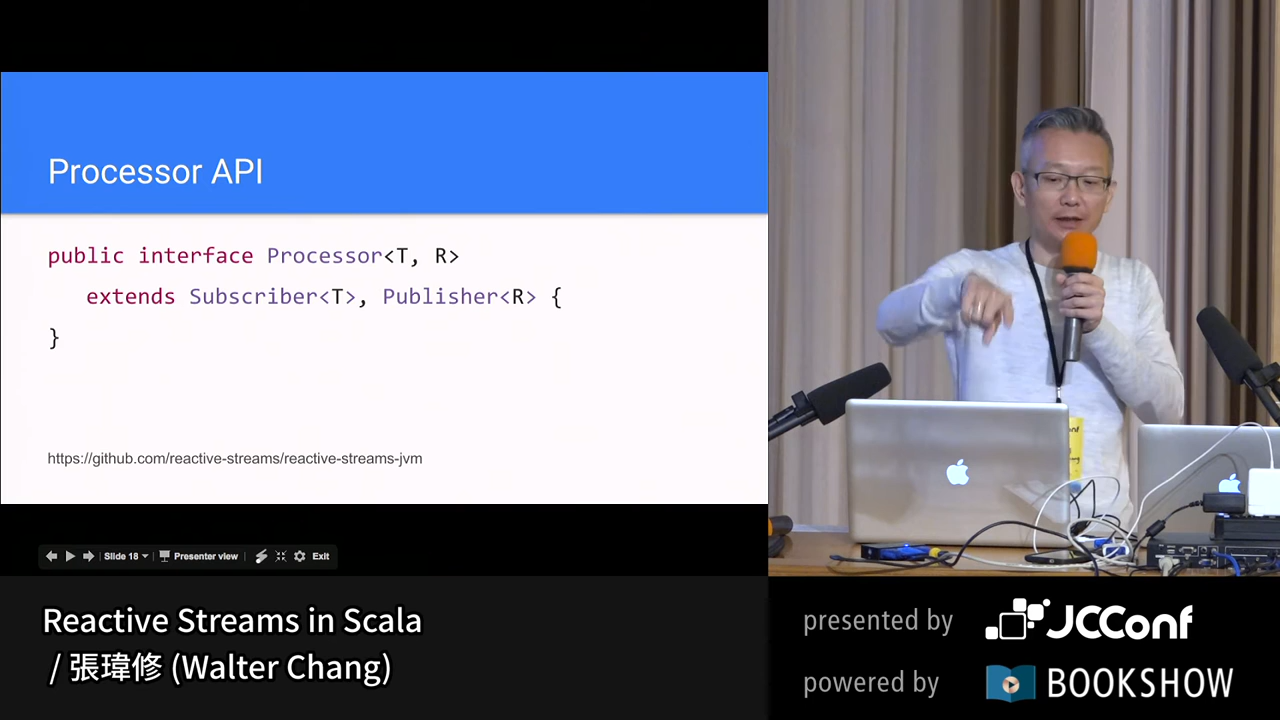 Processor API
public interface Processor<T, R>
extends Subscriber<T>, Publisher<R> {
}
https://github.com/reactive-streams/reactive-streams-jvm
Slide 18
Presenter view
Exit
Reactive Streams in Scala
/ 張瑋修 (Walter Chang)
presented by JCConf
powered by BOOKSHOW